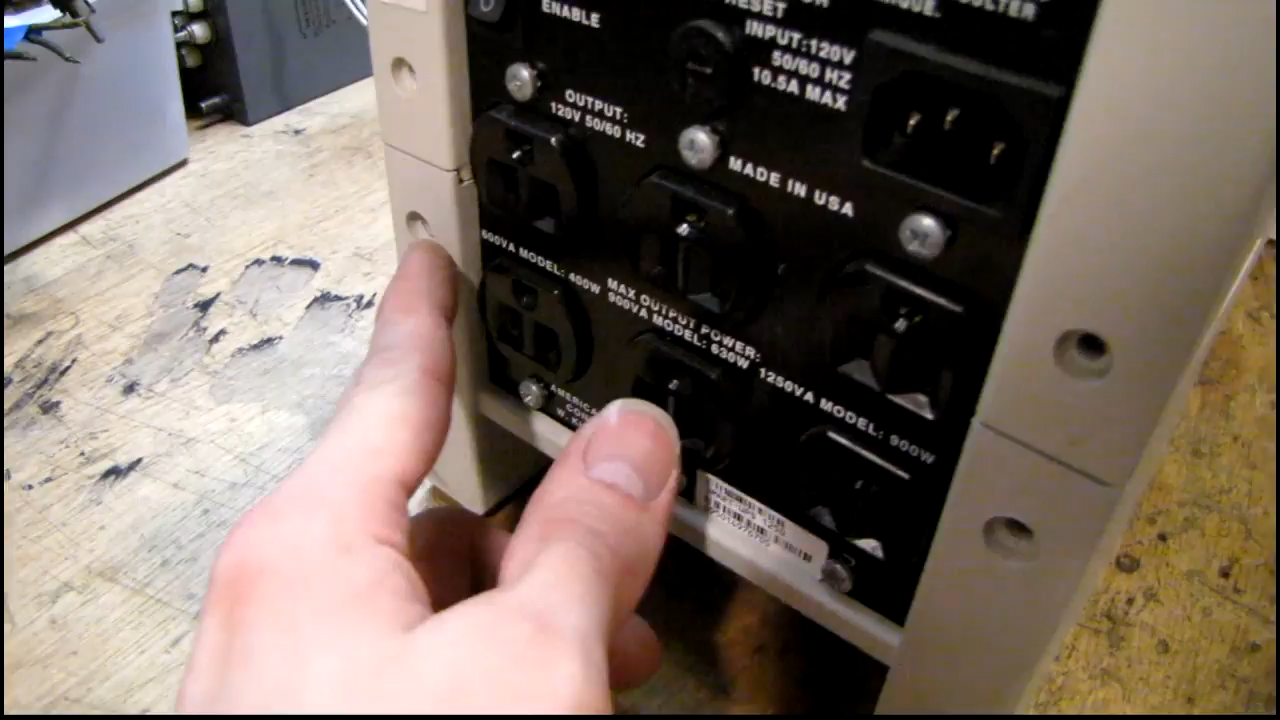 ENABLE
RESET
INPUT:120V
50/60 HZ
10.5A MAX
OUTPUT:
120V 50/60 HZ
MADE IN USA
MAX OUTPUT POWER:
600VA MODEL: 400W 900VA MODEL: 630W 1250VA MODEL: 900W